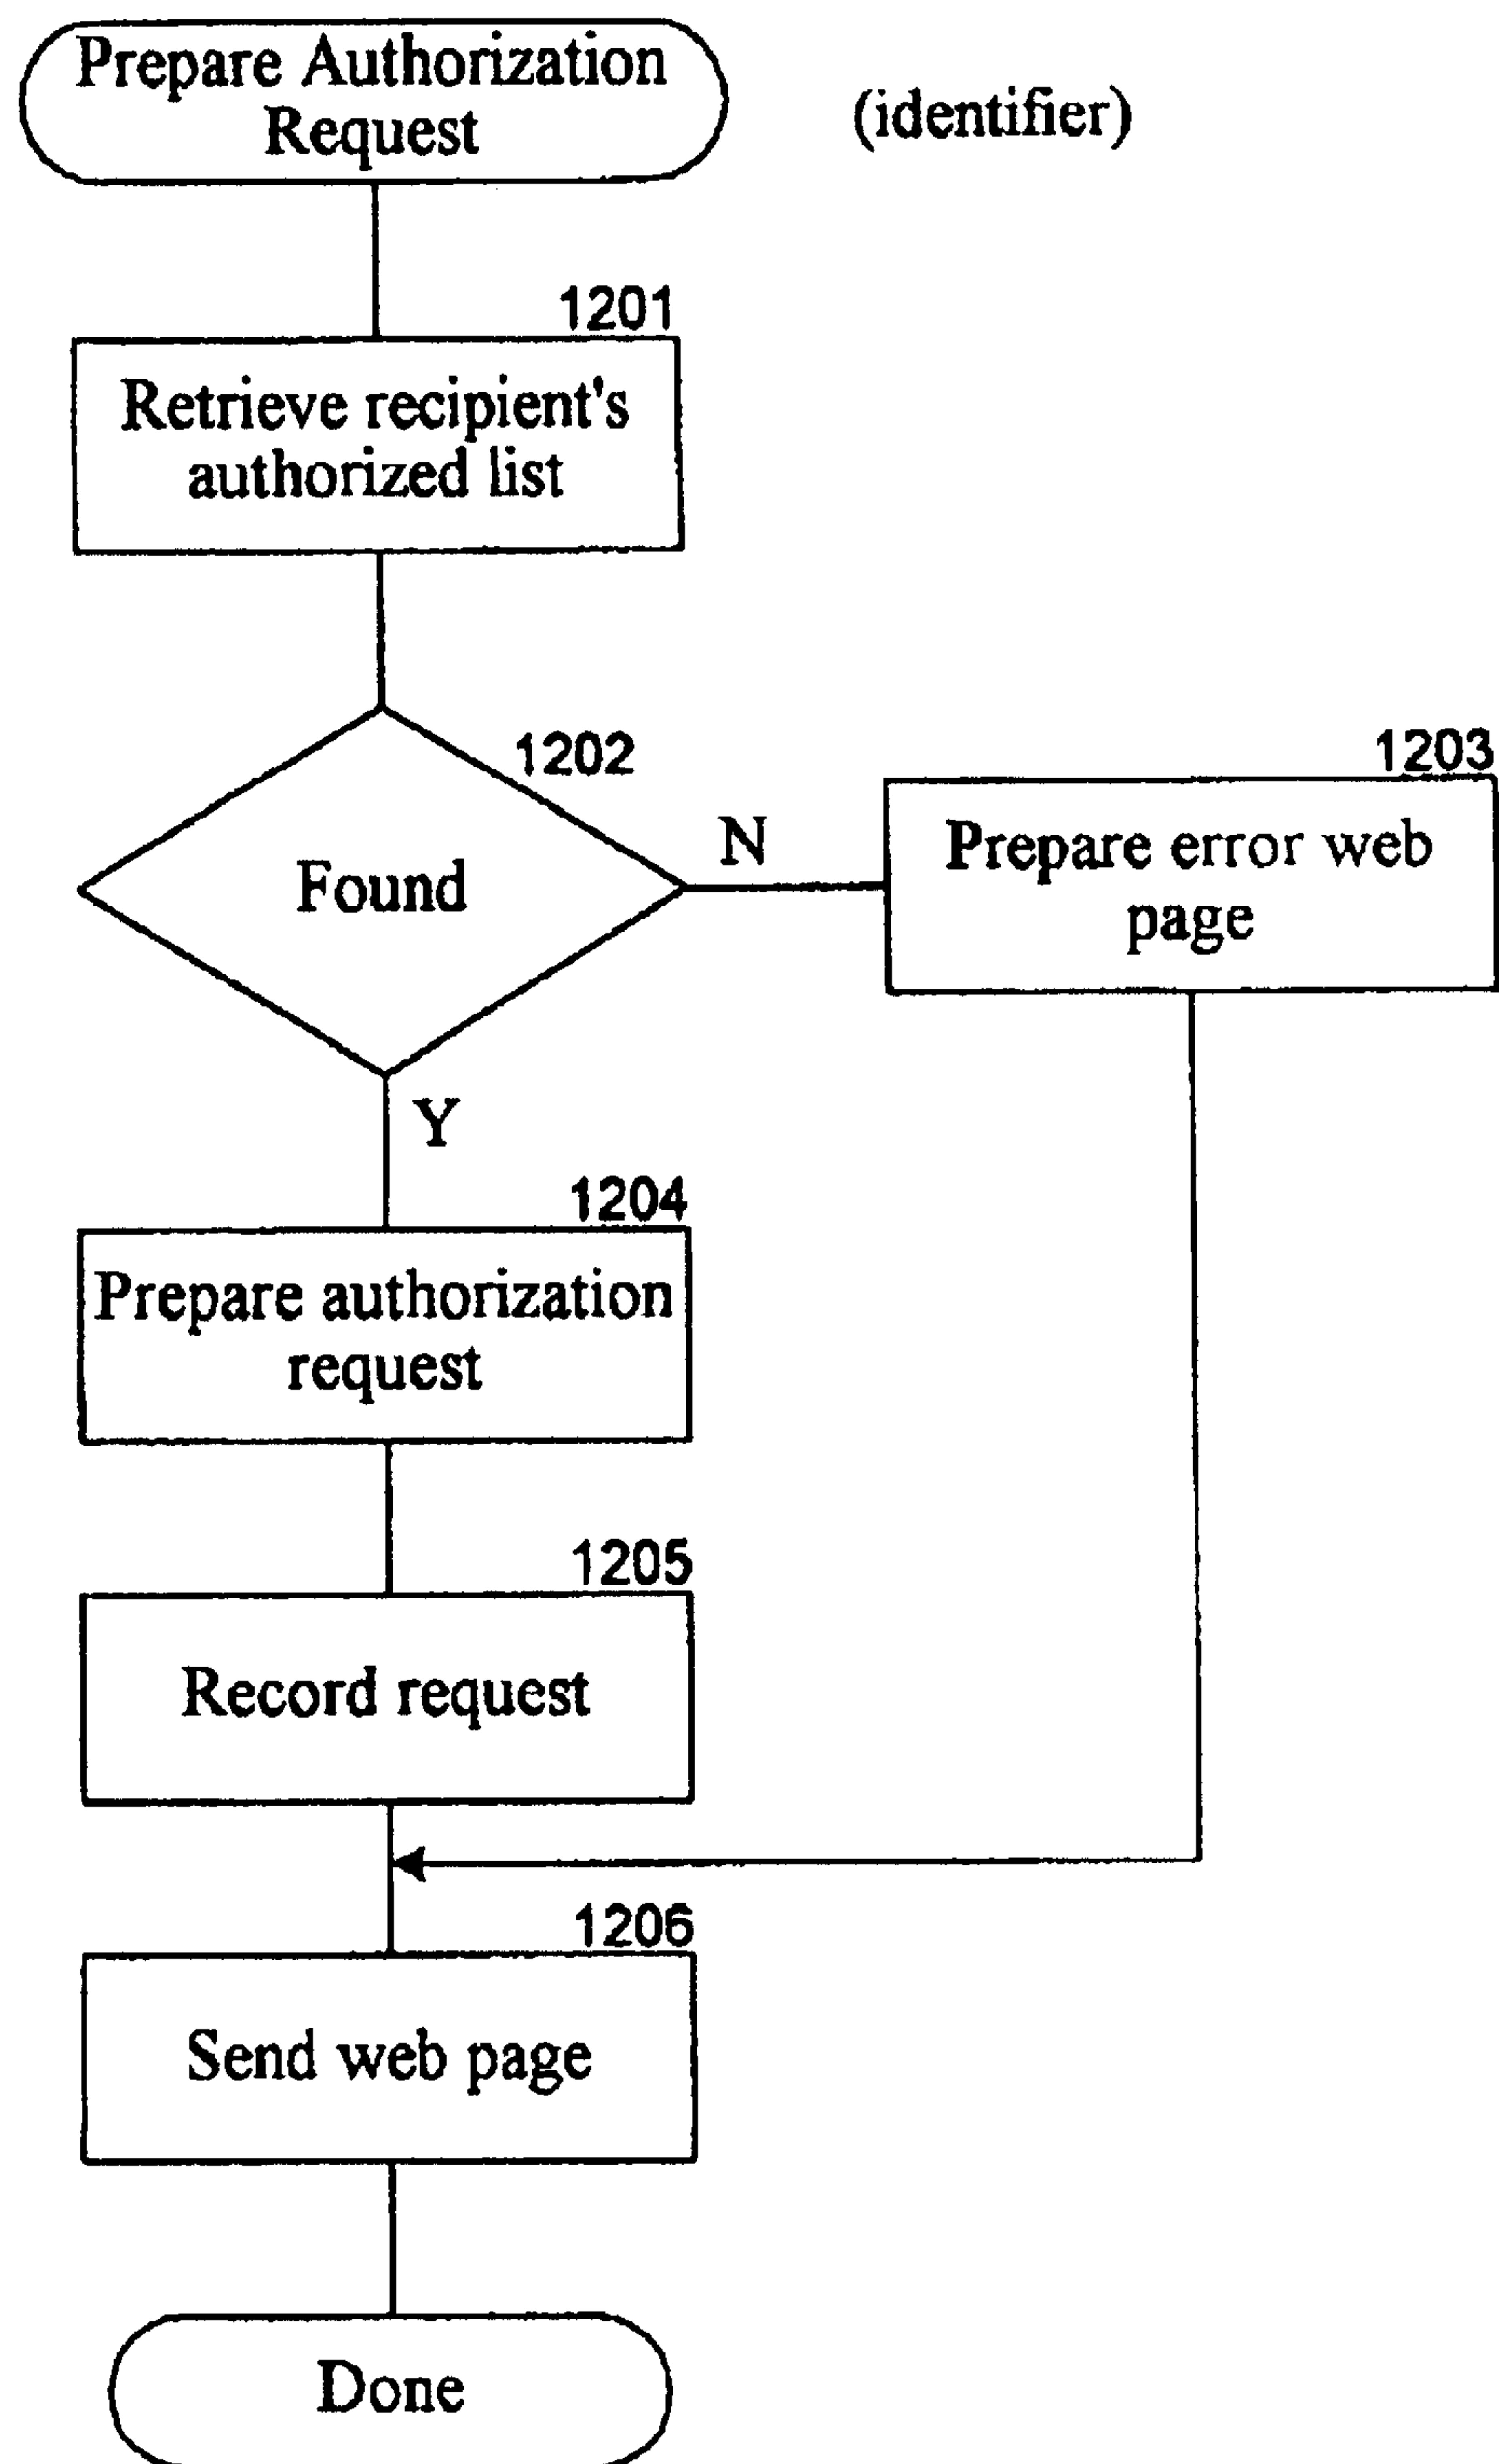 Prepare Authorization
Request
(identifier)
1201
Retrieve recipient's
authorized list
1202
Found
N
1203
Prepare error web
page
Y
1204
Prepare authorization
request
1205
Record request
1206
Send web page
Done